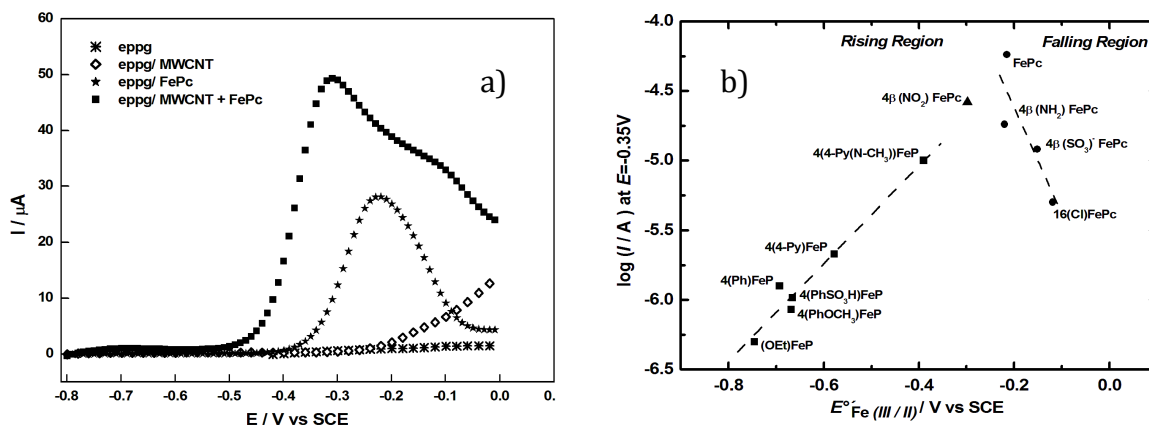 a)
eppg
eppg/ MWCNT
eppg/ FePc
eppg/ MWCNT + FePc
60
50
40
30
20
10
0
I / μA
-0.8 -0.7 -0.6 -0.5 -0.4 -0.3 -0.2 -0.1 0.
E / V vs SCE
b)
Rising Region Falling Region
FePc
4β (NO2) FePc
4β (NH2) FePc
4β (SO3)- FePc
4(4-Py(N-CH3))FeP
16(Cl)FePc
4(4-Py)FeP
4(Ph)FeP
4(PhSO3H)FeP
4(PhOCH3)FeP
(OEt)FeP
-4.0
-4.5
-5.0
-5.5
-6.0
-6.5
log (I / A ) at E=-0.35V
-0.8 -0.6 -0.4 -0.2 0.0
E°´Fe (III / II) / V vs SCE